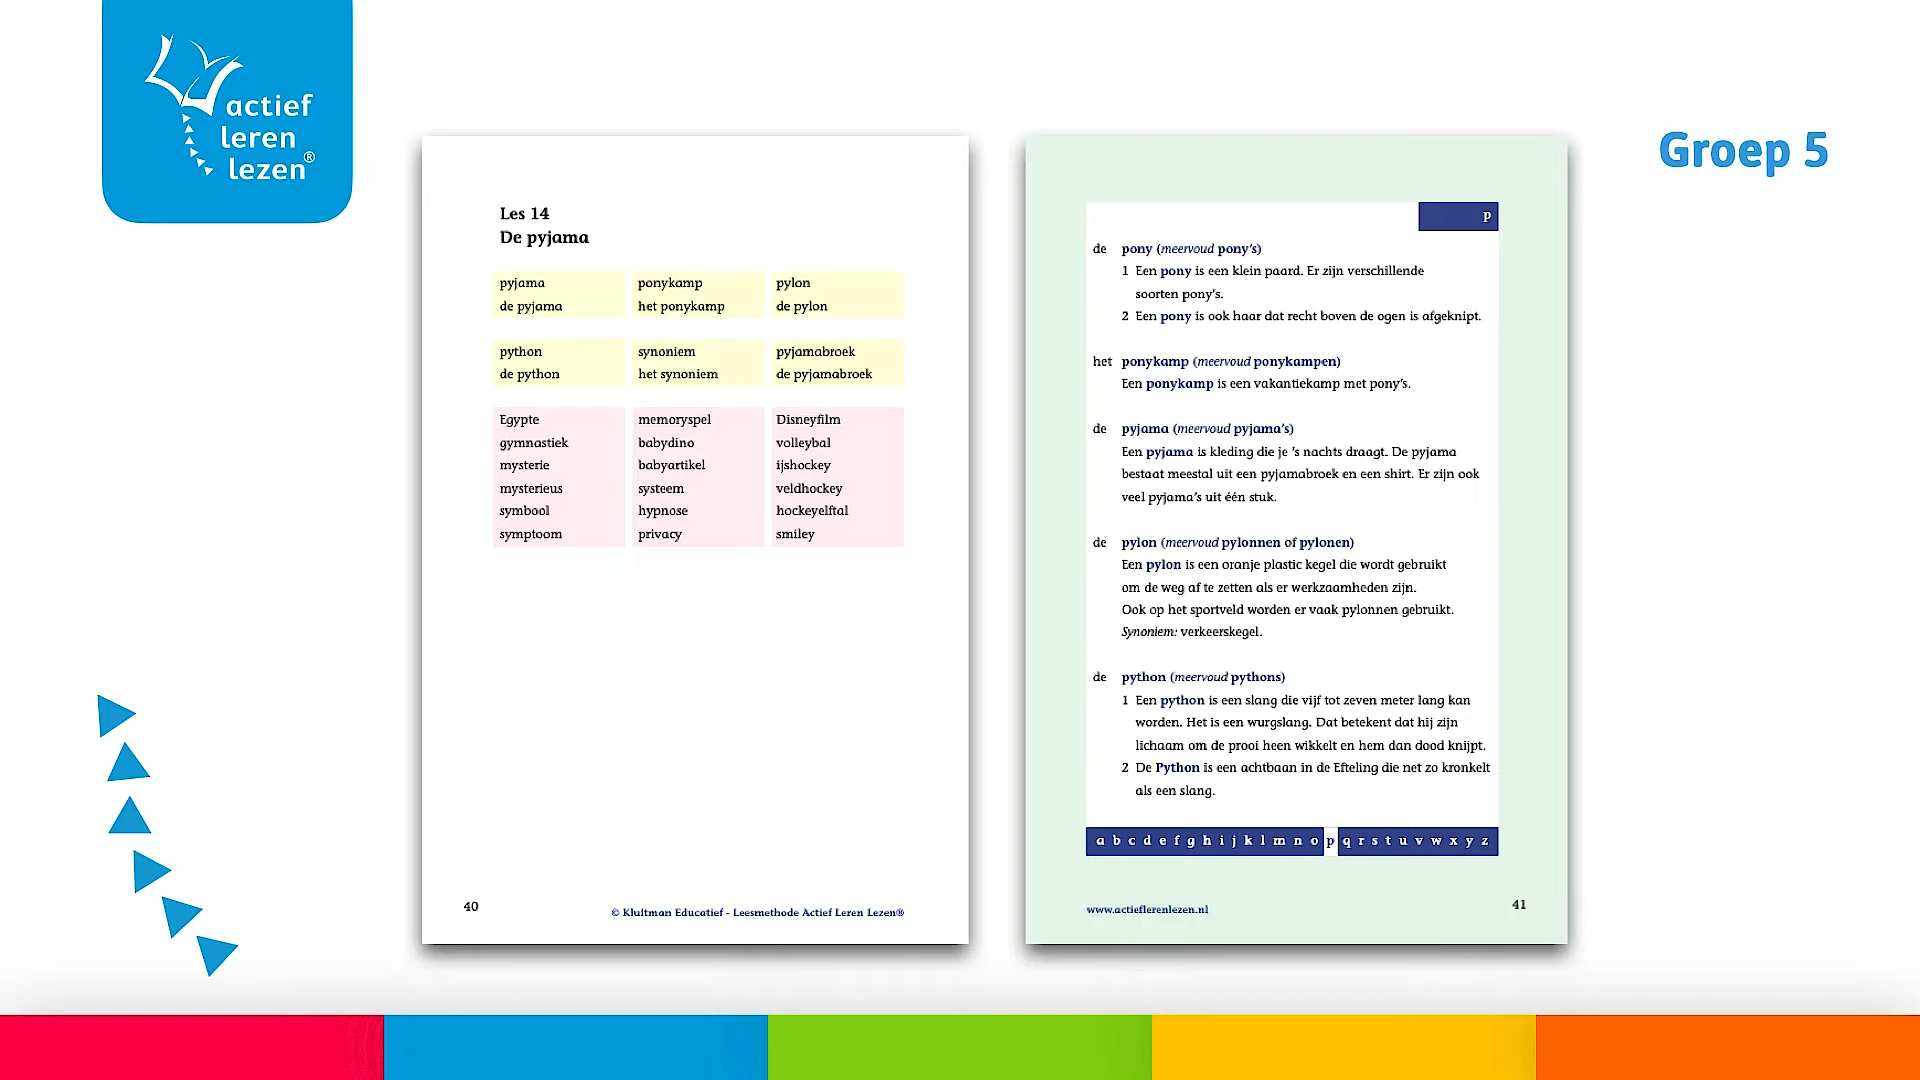 actief
leren
lezen®
Groep 5
Les 14
De pyjama
pyjama
de pyjama
ponykamp
het ponykamp
pylon
de pylon
python
de python
synoniem
het synoniem
pyjamabroek
de pyjamabroek
Egypte
gymnastiek
mysterie
mysterieus
symbool
symptoom
memoryspel
babydino
babyartikel
systeem
hypnose
privacy
Disneyfilm
volleybal
ijshockey
veldhockey
hockeyelftal
smiley
40
© Kluitman Educatief - Leesmethode Actief Leren Lezen®
p
de pony (meervoud pony's)
1 Een pony is een klein paard. Er zijn verschillende
soorten pony's.
2 Een pony is ook haar dat recht boven de ogen is afgeknipt.
het ponykamp (meervoud ponykampen)
Een ponykamp is een vakantiekamp met pony's.
de pyjama (meervoud pyjama's)
Een pyjama is kleding die je 's nachts draagt. De pyjama
bestaat meestal uit een pyjamabroek en een shirt. Er zijn ook
veel pyjama's uit één stuk.
de pylon (meervoud pylonnen of pylonen)
Een pylon is een oranje plastic kegel die wordt gebruikt
om de weg af te zetten als er werkzaamheden zijn.
Ook op het sportveld worden er vaak pylonnen gebruikt.
Synoniem: verkeerskegel.
de python (meervoud pythons)
1 Een python is een slang die vijf tot zeven meter lang kan
worden. Het is een wurgslang. Dat betekent dat hij zijn
lichaam om de prooi heen wikkelt en hem dan dood knijpt.
2 De Python is een achtbaan in de Efteling die net zo kronkelt
als een slang.
a b c d e f g h i j k l m n o p q r s t u v w x y z
www.actieflerenlezen.nl
41